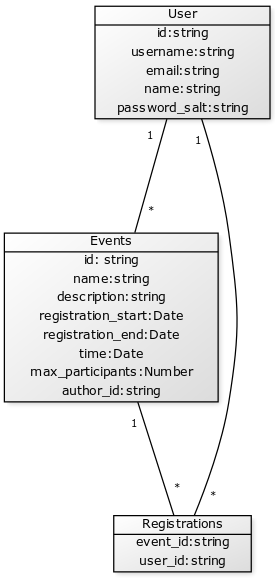 User
id:string
username:string
email:string
name:string
password_salt:string
1
1
*
Events
id: string
name:string
description:string
registration_start:Date
registration_end:Date
time:Date
max_participants:Number
author_id:string
1
*
*
Registrations
event_id:string
user_id:string